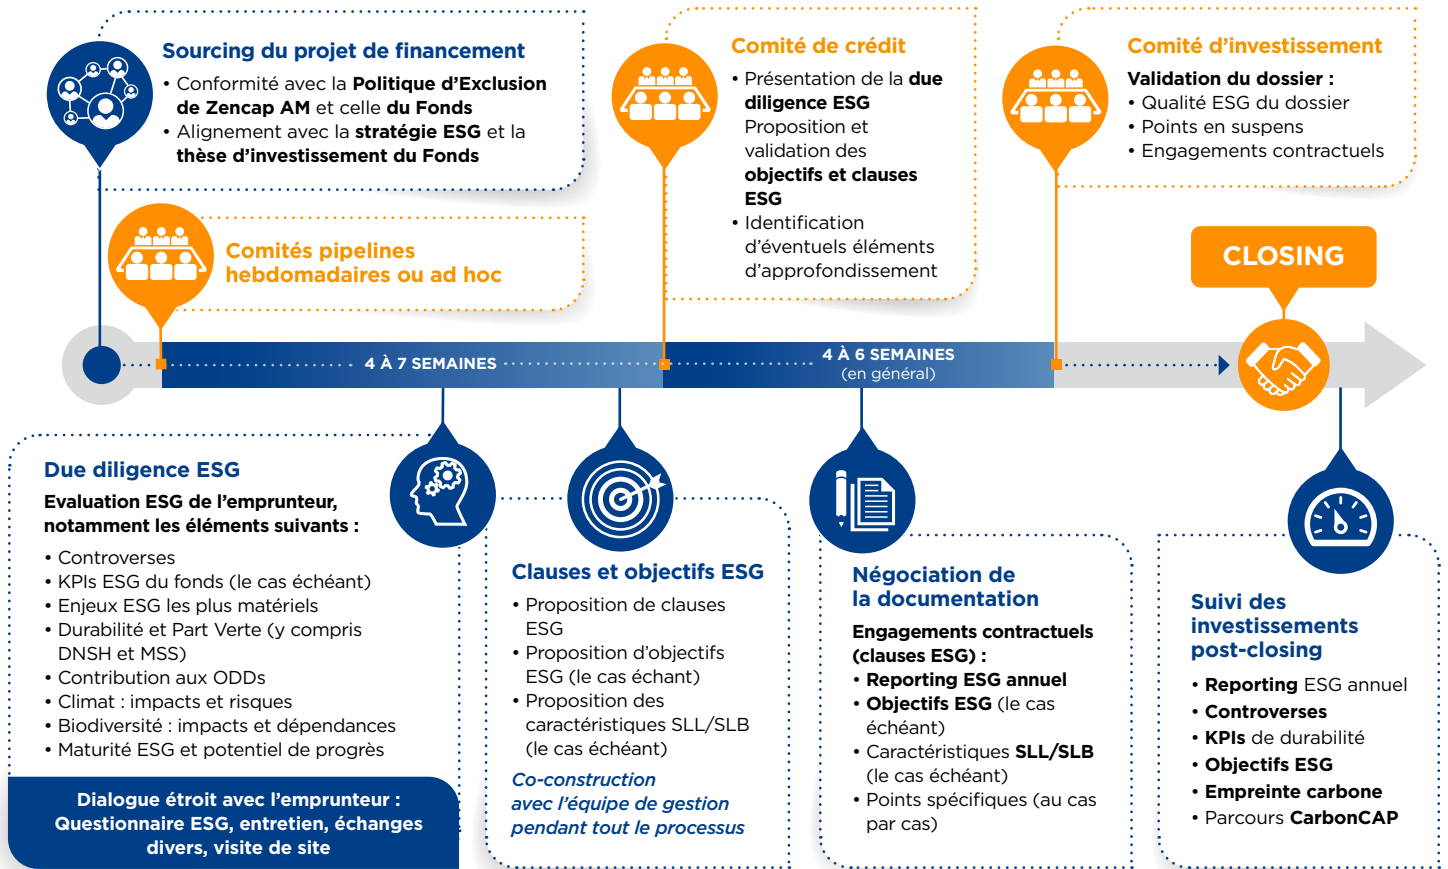 Sourcing du projet de financement
• Conformité avec la Politique d'Exclusion
de Zencap AM et celle du Fonds
• Alignement avec la stratégie ESG et la
thèse d'investissement du Fonds
Comités pipelines
hebdomadaires ou ad hoc
Comité de crédit
• Présentation de la due
diligence ESG
Proposition et
validation des
objectifs et clauses
ESG
• Identification
d'éventuels éléments
d'approfondissement
Comité d'investissement
Validation du dossier :
• Qualité ESG du dossier
• Points en suspens
• Engagements contractuels
CLOSING
4 À 7 SEMAINES
4 À 6 SEMAINES
(en général)
Due diligence ESG
Evaluation ESG de l'emprunteur,
notamment les éléments suivants :
• Controverses
• KPIs ESG du fonds (le cas échéant)
• Enjeux ESG les plus matériels
• Durabilité et Part Verte (y compris
DNSH et MSS)
• Contribution aux ODDs
• Climat : impacts et risques
• Biodiversité : impacts et dépendances
• Maturité ESG et potentiel de progrès
Dialogue étroit avec l'emprunteur :
Questionnaire ESG, entretien, échanges
divers, visite de site
Clauses et objectifs ESG
• Proposition de clauses
ESG
• Proposition d'objectifs
ESG (le cas échant)
• Proposition des
caractéristiques SLL/SLB
(le cas échéant)
Co-construction
avec l'équipe de gestion
pendant tout le processus
Négociation de
la documentation
Engagements contractuels
(clauses ESG) :
• Reporting ESG annuel
• Objectifs ESG (le cas
échéant)
• Caractéristiques SLL/SLB
(le cas échéant)
• Points spécifiques (au cas
par cas)
Suivi des
investissements
post-closing
• Reporting ESG annuel
• Controverses
• KPIs de durabilité
• Objectifs ESG
• Empreinte carbone
• Parcours CarbonCAP